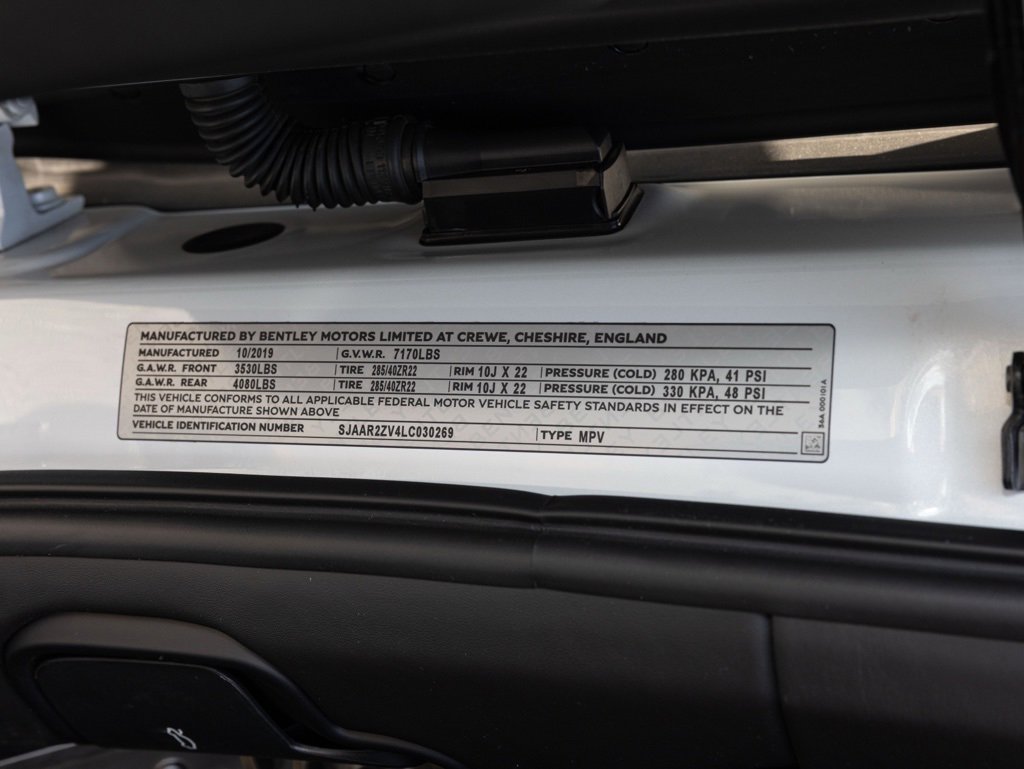 MANUFACTURED BY BENTLEY MOTORS LIMITED AT CREWE, CHESHIRE, ENGLAND
MANUFACTURED 10/2019 G.V.W.R. 7170LBS
G.A.W.R. FRONT 3530LBS TIRE 285/40ZR22 RIM 10J X 22 PRESSURE (COLD) 280 KPA, 41 PSI
G.A.W.R. REAR 4080LBS TIRE 285/40ZR22 RIM 10J X 22 PRESSURE (COLD) 330 KPA, 48 PSI
THIS VEHICLE CONFORMS TO ALL APPLICABLE FEDERAL MOTOR VEHICLE SAFETY STANDARDS IN EFFECT ON THE
DATE OF MANUFACTURE SHOWN ABOVE
VEHICLE IDENTIFICATION NUMBER SJAAR2ZV4LC030269 TYPE MPV
36A 000101A